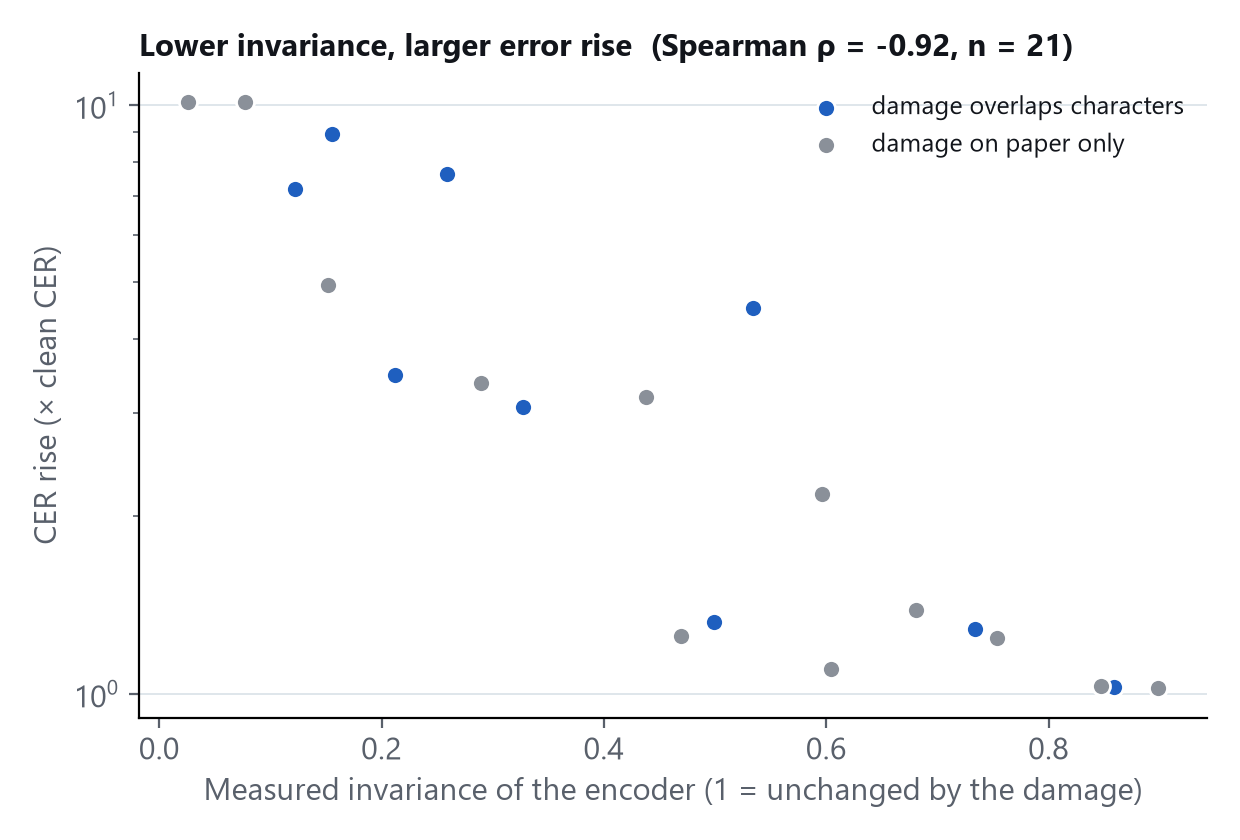 Lower invariance, larger error rise (Spearman ρ = -0.92, n = 21)
damage overlaps characters
damage on paper only
CER rise (× clean CER)
10¹
10⁰
0.0 0.2 0.4 0.6 0.8
Measured invariance of the encoder (1 = unchanged by the damage)